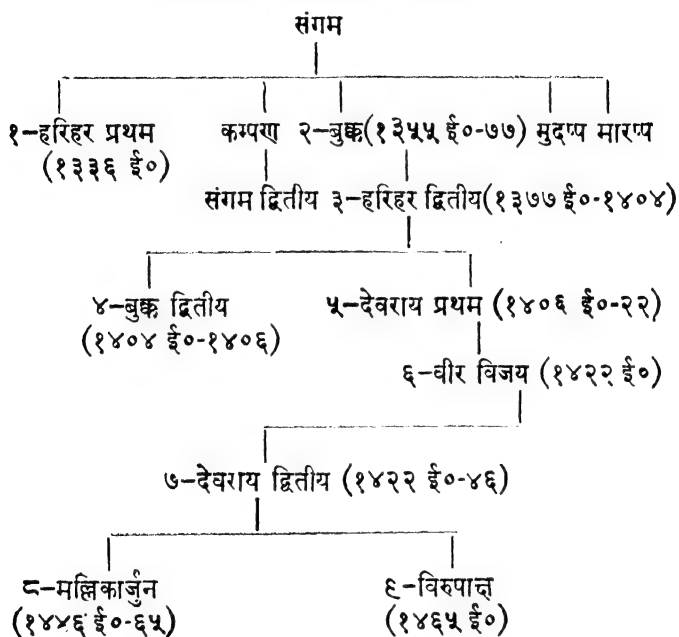 संगम
१-हरिहर प्रथम कम्पण २-बुक्क(१३५५ ई०-७७) मुदप्प मारप्प
(१३३६ ई०)
संगम द्वितीय ३-हरिहर द्वितीय(१३७७ ई०-१४०४)
४-बुक्क द्वितीय ५-देवराय प्रथम (१४०६ ई०-२२)
(१४०४ ई०-१४०६)
६-वीर विजय (१४२२ ई०)
७-देवराय द्वितीय (१४२२ ई०-४६)
८-मल्लिकार्जुन ९-विरुपाक्ष
(१४४६ ई०-६५) (१४६५ ई०)